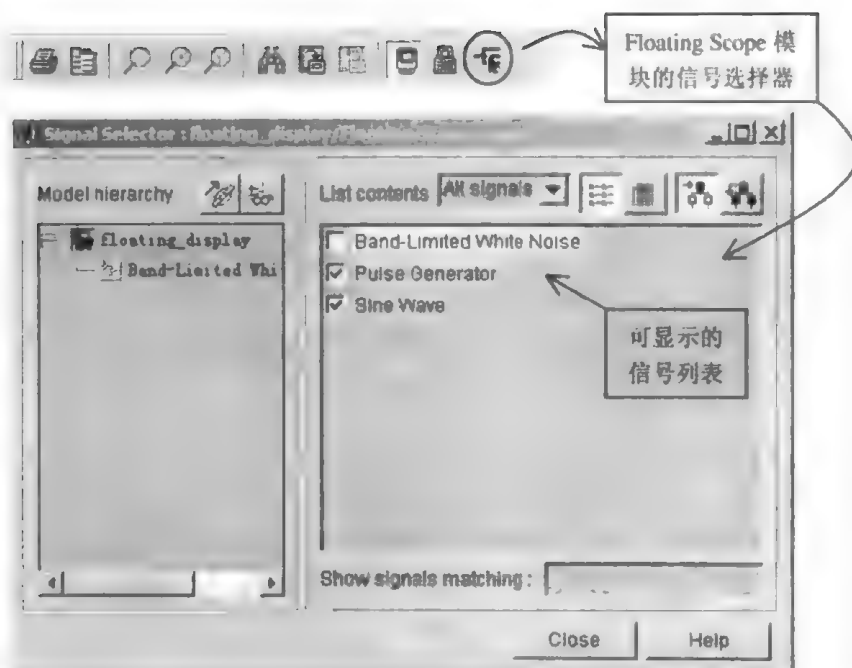 Floating Scope 模
块的信号选择器
Signal Selector : floating_display/
Model hierarchy
List contents
All signals
floating_display
Band-Limited Whi
Band-Limited White Noise
Pulse Generator
Sine Wave
可显示的
信号列表
Show signals matching :
Close
Help